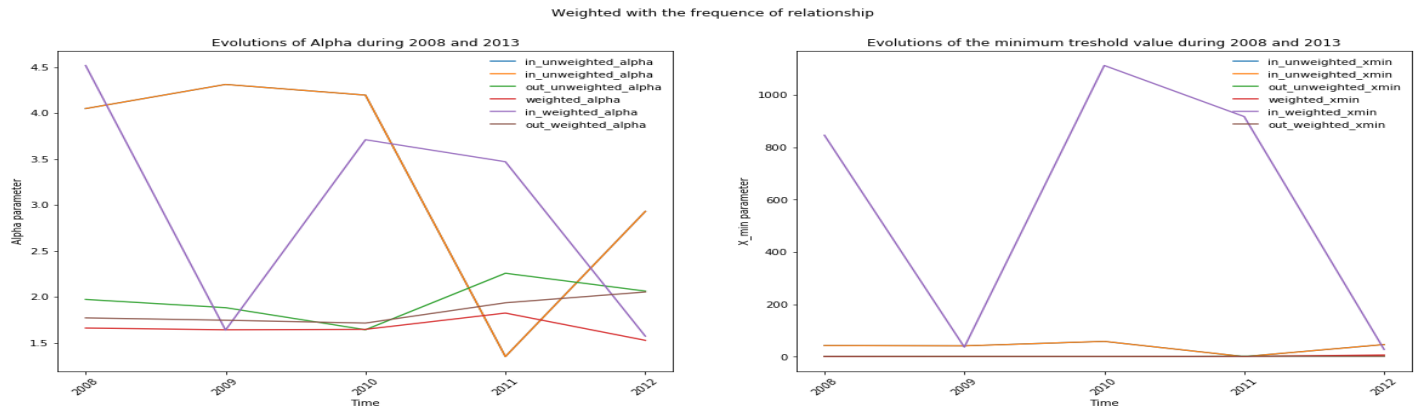 Weighted with the frequence of relationship
Evolutions of Alpha during 2008 and 2013
in_unweighted_alpha
in_unweighted_alpha
out_unweighted_alpha
weighted_alpha
in_weighted_alpha
out_weighted_alpha
Alpha parameter
4.5
4.0
3.5
3.0
2.5
2.0
1.5
2008
2009
2010
2011
2012
Time
Evolutions of the minimum treshold value during 2008 and 2013
in_unweighted_xmin
in_unweighted_xmin
out_unweighted_xmin
weighted_xmin
in_weighted_xmin
out_weighted_xmin
X_min parameter
1000
800
600
400
200
0
2008
2009
2010
2011
2012
Time